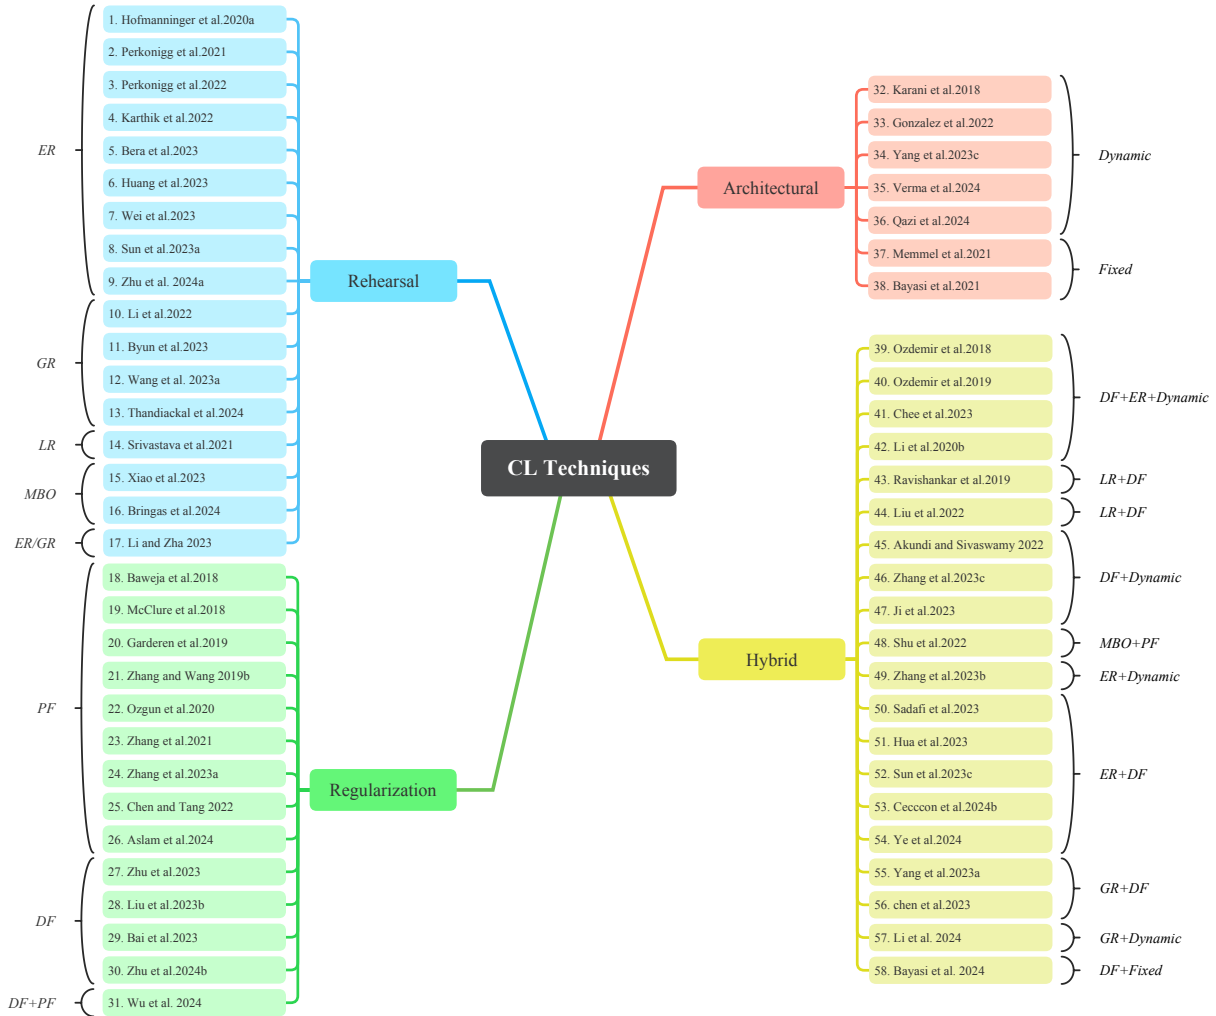 CL Techniques
Rehearsal
ER
1. Hofmanninger et al.2020a
2. Perkonigg et al.2021
3. Perkonigg et al.2022
4. Karthik et al.2022
5. Bera et al.2023
6. Huang et al.2023
7. Wei et al.2023
8. Sun et al.2023a
9. Zhu et al. 2024a
GR
10. Li et al.2022
11. Byun et al.2023
12. Wang et al. 2023a
13. Thandiackal et al.2024
LR
14. Srivastava et al.2021
MBO
15. Xiao et al.2023
16. Bringas et al.2024
ER/GR
17. Li and Zha 2023
Regularization
PF
18. Baweja et al.2018
19. McClure et al.2018
20. Garderen et al.2019
21. Zhang and Wang 2019b
22. Ozgun et al.2020
23. Zhang et al.2021
24. Zhang et al.2023a
25. Chen and Tang 2022
26. Aslam et al.2024
DF
27. Zhu et al.2023
28. Liu et al.2023b
29. Bai et al.2023
30. Zhu et al.2024b
DF+PF
31. Wu et al. 2024
Architectural
32. Karani et al.2018
33. Gonzalez et al.2022
34. Yang et al.2023c
35. Verma et al.2024
36. Qazi et al.2024
Dynamic
37. Memmel et al.2021
38. Bayasi et al.2021
Fixed
Hybrid
39. Ozdemir et al.2018
40. Ozdemir et al.2019
41. Chee et al.2023
42. Li et al.2020b
DF+ER+Dynamic
43. Ravishankar et al.2019
LR+DF
44. Liu et al.2022
LR+DF
45. Akundi and Sivaswamy 2022
46. Zhang et al.2023c
47. Ji et al.2023
DF+Dynamic
48. Shu et al.2022
MBO+PF
49. Zhang et al.2023b
ER+Dynamic
50. Sadafi et al.2023
51. Hua et al.2023
52. Sun et al.2023c
53. Cecccon et al.2024b
54. Ye et al.2024
ER+DF
55. Yang et al.2023a
56. chen et al.2023
GR+DF
57. Li et al. 2024
GR+Dynamic
58. Bayasi et al. 2024
DF+Fixed